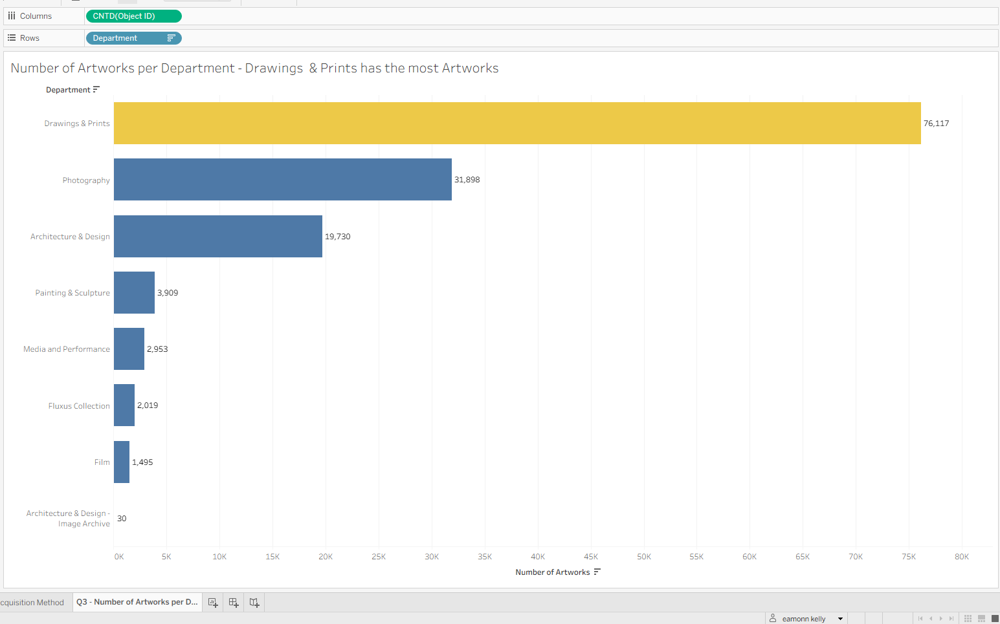 Columns
CNTD(Object ID)
Rows
Department
Number of Artworks per Department - Drawings  & Prints has the most Artworks
Department
Drawings & Prints
76,117
Photography
31,898
Architecture & Design
19,730
Painting & Sculpture
3,909
Media and Performance
2,953
Fluxus Collection
2,019
Film
1,495
Architecture & Design -
Image Archive
30
0K 5K 10K 15K 20K 25K 30K 35K 40K 45K 50K 55K 60K 65K 70K 75K 80K
Number of Artworks
cquisition Method
Q3 - Number of Artworks per D...
eamonn kelly